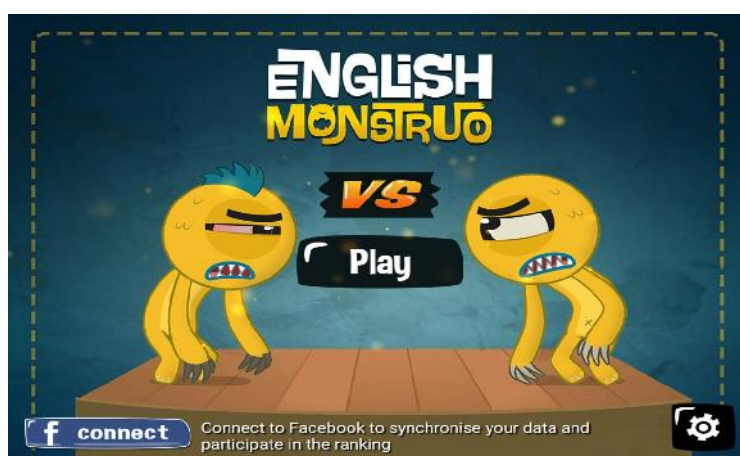 ENGLISH
MONSTRUO
VS
Play
f connect
Connect to Facebook to synchronise your data and
participate in the ranking